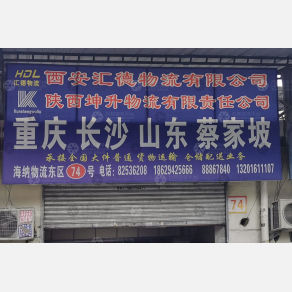 HDL
汇德物流
西安汇德物流有限公司
K
陕西坤升物流有限责任公司
重庆 长沙 山东 蔡家坡
承接全国大件普通货物运输 仓储配送业务
海纳物流东区 74号 电话: 82536208 18629425666 88867840 13201611107
74